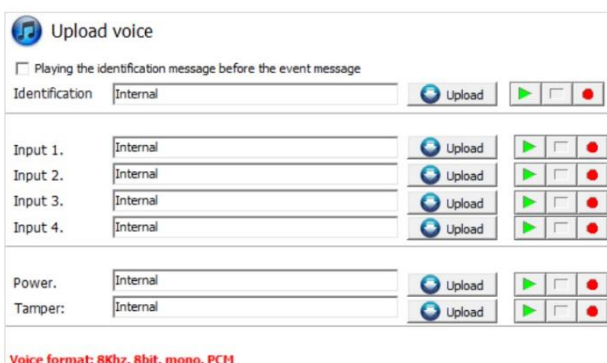 Upload voice
Playing the identification message before the event message
Identification Internal Upload
Input 1. Internal Upload
Input 2. Internal Upload
Input 3. Internal Upload
Input 4. Internal Upload
Power. Internal Upload
Tamper: Internal Upload
Voice format: 8Khz, 8bit, mono, PCM